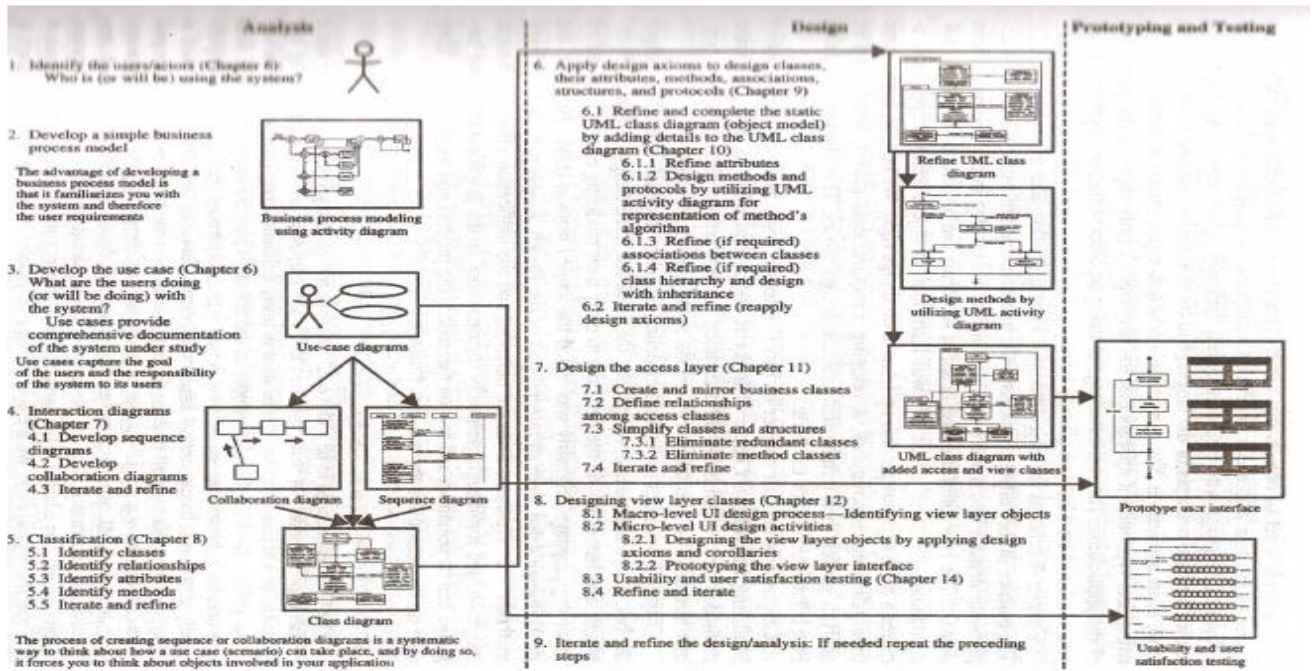 Analysis
1. Identify the users/actors (Chapter 6):
Who is (or will be) using the system?
2. Develop a simple business
process model
The advantage of developing a
business process model is
that is familiarizes you with
the system and therefore
the user requirements
Business process modeling
using activity diagram
3. Develop the use case (Chapter 6)
What are the users doing
(or will be doing) with
the system?
Use cases provide
comprehensive documentation
of the system under study
Use cases capture the goal
of the users and the responsibility
of the system to its users
Use-case diagrams
4. Interaction diagrams
(Chapter 7)
4.1 Develop sequence
diagrams
4.2 Develop
collaboration diagrams
4.3 Iterate and refine
Collaboration diagram
Sequence diagram
5. Classification (Chapter 8)
5.1 Identify classes
5.2 Identify relationships
5.3 Identify attributes
5.4 Identify methods
5.5 Iterate and refine
Class diagram
The process of creating sequence or collaboration diagrams is a systematic
way to think about how a use case (scenario) can take place, and by doing so,
it forces you to think about objects involved in your application:
Design
6. Apply design axioms to design classes,
their attributes, methods, associations,
structures, and protocols (Chapter 9)
6.1 Refine and complete the static
UML class diagram (object model)
by adding details to the UML class
diagram (Chapter 10)
6.1.1 Refine attributes
6.1.2 Design methods and
protocols by utilizing UML
activity diagram for
representation of method's
algorithm
6.1.3 Refine (if required)
associations between classes
6.1.4 Refine (if required)
class hierarchy and design
with inheritance
6.2 Iterate and refine (reapply
design axioms)
Refine UML class
diagram
Design methods by
utilizing UML activity
diagram
7. Design the access layer (Chapter 11)
7.1 Create and mirror business classes
7.2 Define relationships
among access classes
7.3 Simplify classes and structures
7.3.1 Eliminate redundant classes
7.3.2 Eliminate method classes
7.4 Iterate and refine
UML class diagram with
added access and view classes
8. Designing view layer classes (Chapter 12)
8.1 Macro-level UI design process—Identifying view layer objects
8.2 Micro-level UI design activities
8.2.1 Designing the view layer objects by applying design
axioms and corollaries
8.2.2 Prototyping the view layer interface
8.3 Usability and user satisfaction testing (Chapter 14)
8.4 Refine and iterate
9. Iterate and refine the design/analysis: If needed repeat the preceding
steps
Prototyping and Testing
Prototype user interface
Usability and user
satisfaction testing